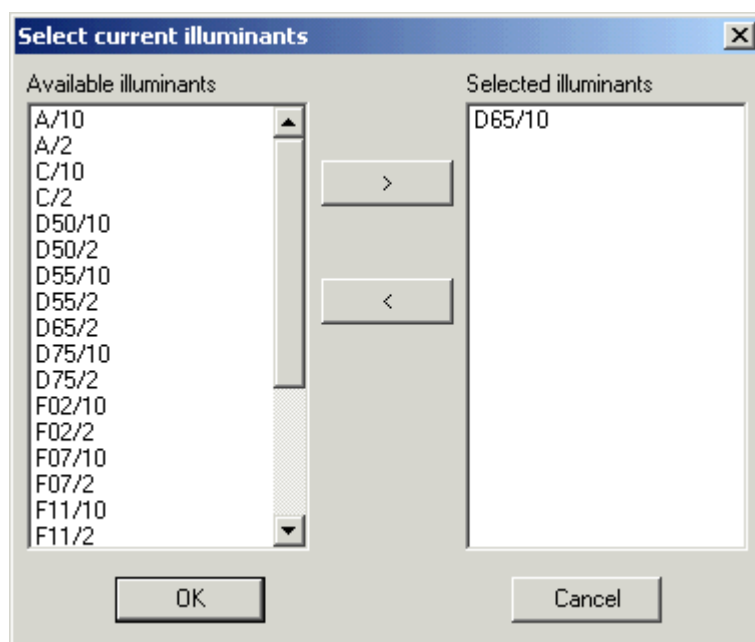 Select current illuminants
Available illuminants
A/10
A/2
C/10
C/2
D50/10
D50/2
D55/10
D55/2
D65/2
D75/10
D75/2
F02/10
F02/2
F07/10
F07/2
F11/10
F11/2
>
<
Selected illuminants
D65/10
OK
Cancel